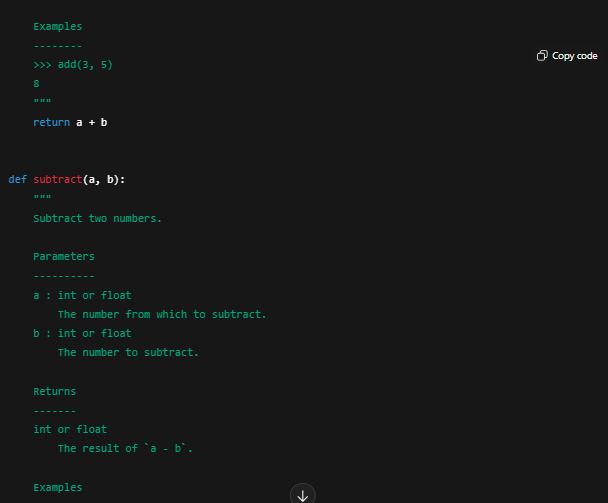 Examples
    --------
    >>> add(3, 5)
Copy code
    8
    """
    return a + b
def subtract(a, b):
    """
    Subtract two numbers.
    Parameters
    ----------
    a : int or float
        The number from which to subtract.
    b : int or float
        The number to subtract.
    Returns
    -------
    int or float
        The result of `a - b`.
    Examples